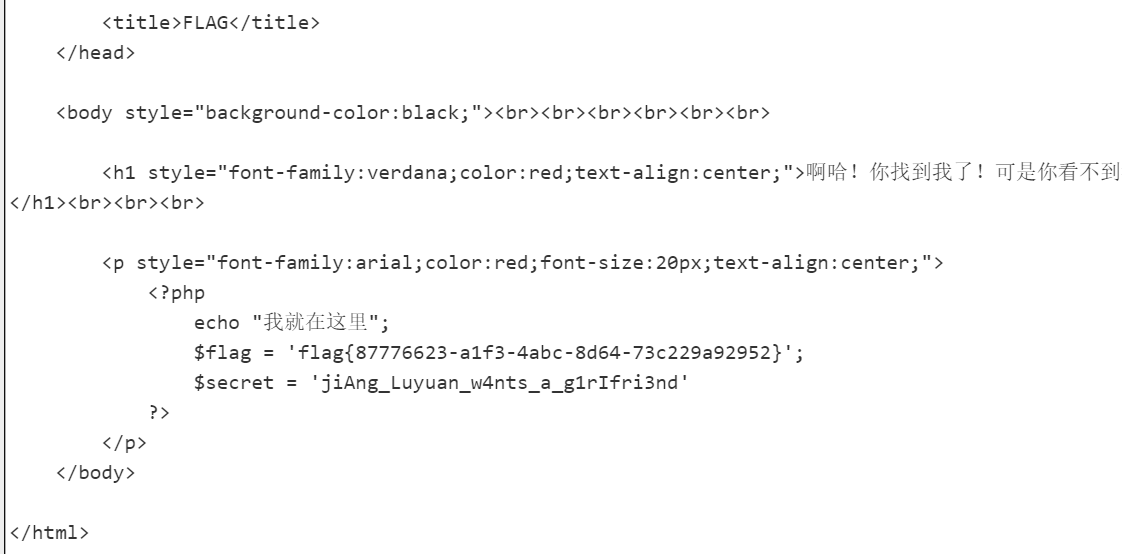 <title>FLAG</title>
</head>
<body style="background-color:black;"><br><br><br><br><br><br>
<h1 style="font-family:verdana;color:red;text-align:center;">啊哈！你找到我了！可是你看不到
</h1><br><br><br>
<p style="font-family:arial;color:red;font-size:20px;text-align:center;">
<?php
echo "我就在这里";
$flag = 'flag{87776623-a1f3-4abc-8d64-73c229a92952}';
$secret = 'jiAng_Luyuan_w4nts_a_g1rIfri3nd'
?>
</p>
</body>
</html>